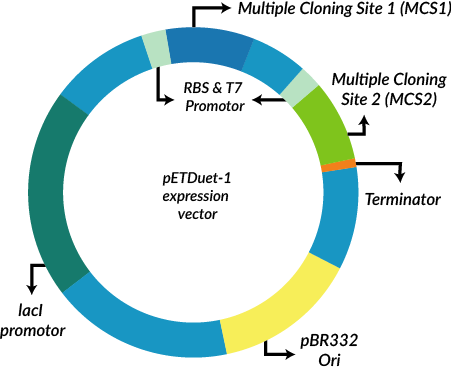 Multiple Cloning Site 1 (MCS1)
RBS & T7
Promotor
Multiple Cloning
Site 2 (MCS2)
pETDuet-1
expression
vector
Terminator
lacI
promotor
pBR332
Ori